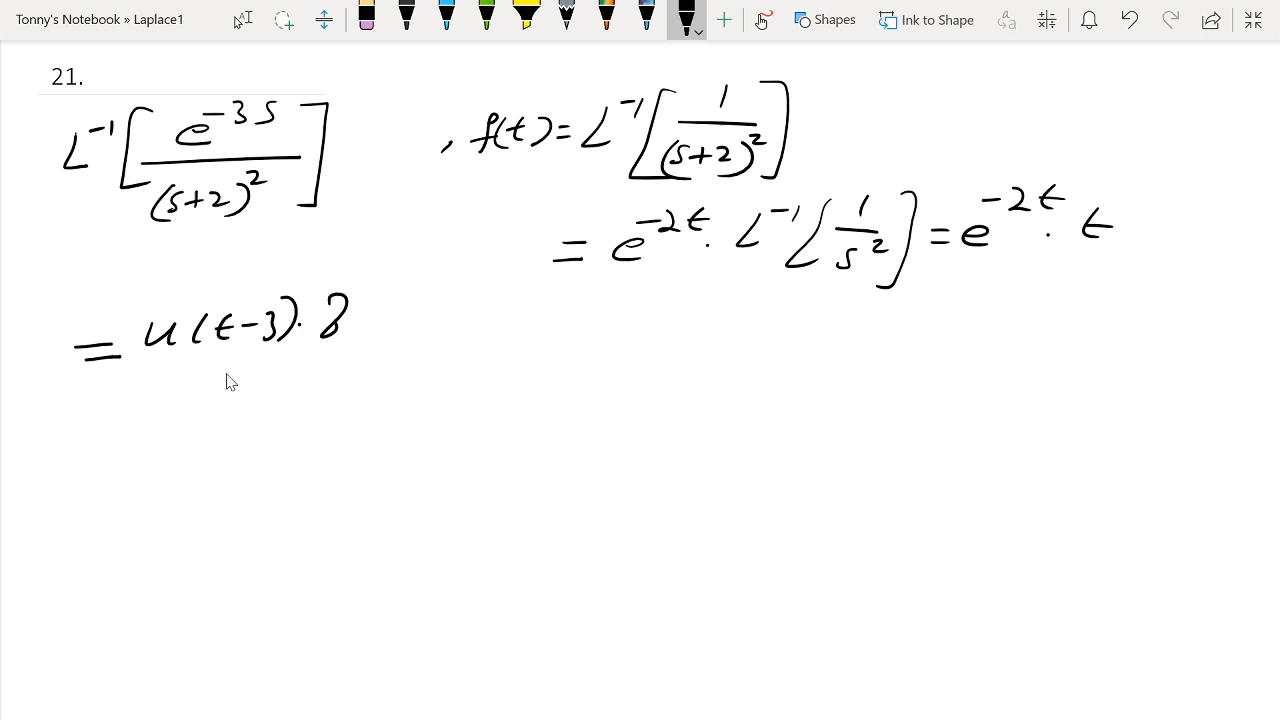 Tonny's Notebook » Laplace1
Shapes
Ink to Shape
21.
L⁻¹[e^{-3s}/(s+2)²]
, f(t) = L⁻¹[1/(s+2)²]
= e^{-2t} · L⁻¹[1/s²] = e^{-2t} · t
= u(t-3) ·